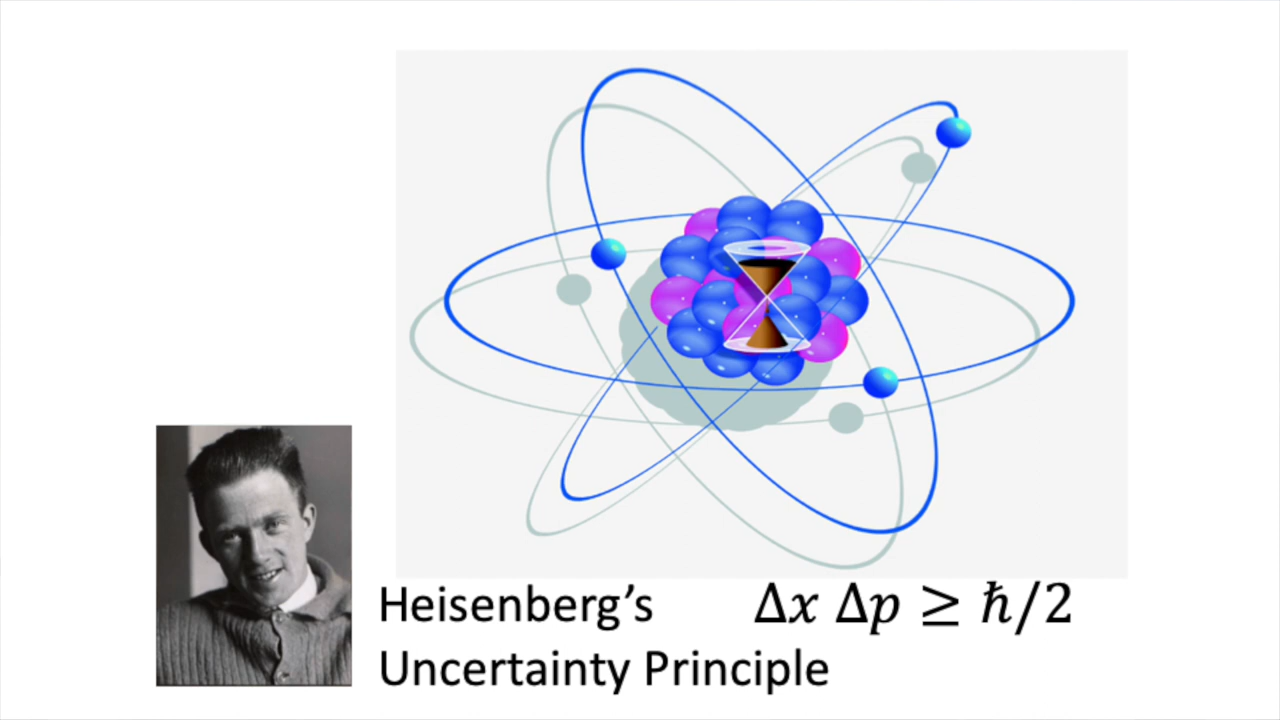 Heisenberg’s Δx Δp ≥ ℏ/2
Uncertainty Principle